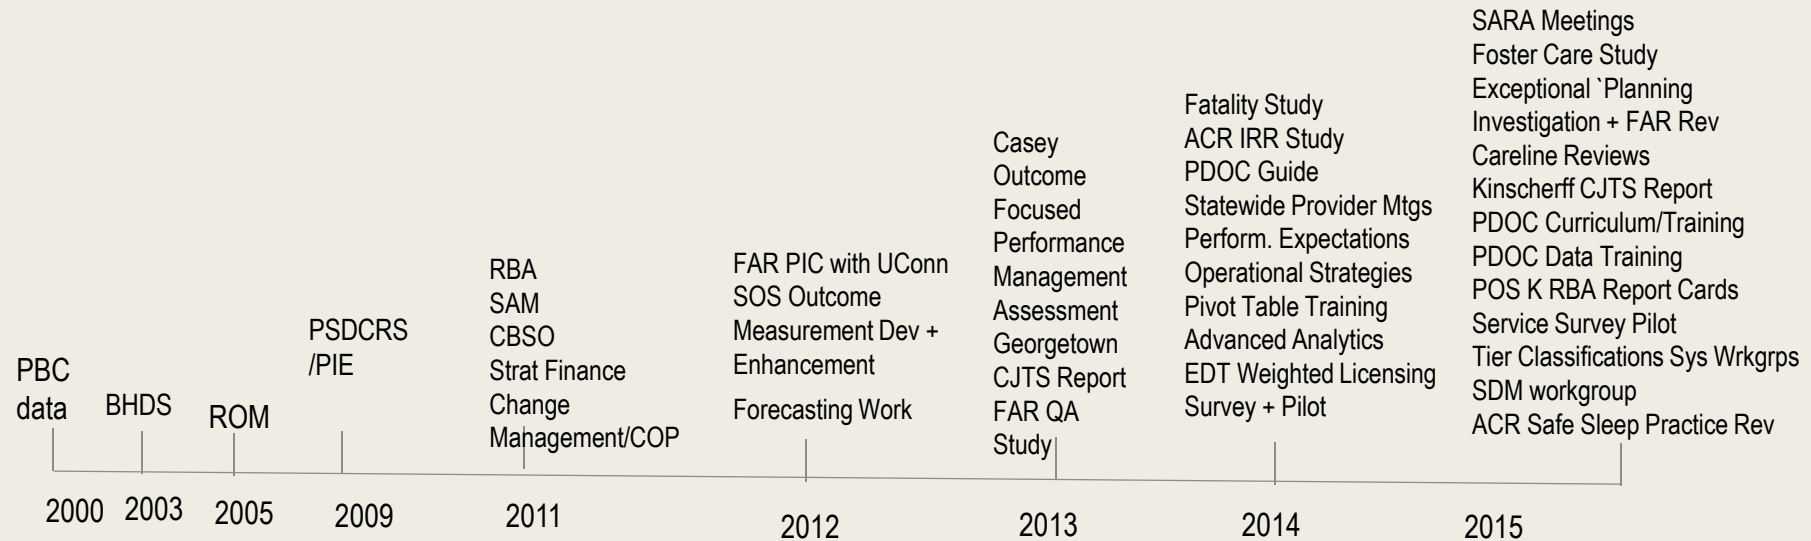 PBC
data
BHDS
ROM
PSDCRS
/PIE
RBA
SAM
CBSO
Strat Finance
Change
Management/COP
FAR PIC with UConn
SOS Outcome
Measurement Dev +
Enhancement
Forecasting Work
Casey
Outcome
Focused
Performance
Management
Assessment
Georgetown
CJTS Report
FAR QA
Study
Fatality Study
ACR IRR Study
PDOC Guide
Statewide Provider Mtgs
Perform. Expectations
Operational Strategies
Pivot Table Training
Advanced Analytics
EDT Weighted Licensing
Survey + Pilot
SARA Meetings
Foster Care Study
Exceptional `Planning
Investigation + FAR Rev
Careline Reviews
Kinscherff CJTS Report
PDOC Curriculum/Training
PDOC Data Training
POS K RBA Report Cards
Service Survey Pilot
Tier Classifications Sys Wrkgrps
SDM workgroup
ACR Safe Sleep Practice Rev
2000
2003
2005
2009
2011
2012
2013
2014
2015